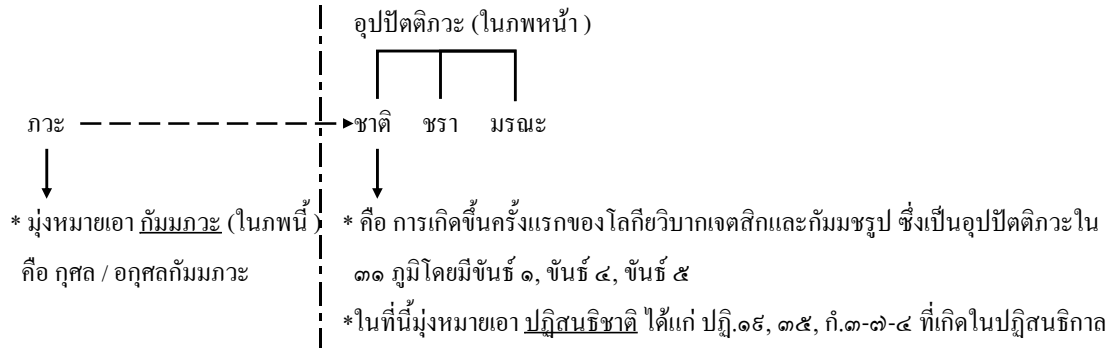 อุปปัตติภวะ (ในภพหน้า )
ภวะ ชาติ ชรา มรณะ
* มุ่งหมายเอา กัมมภวะ (ในภพนี้ )
คือ กุศล / อกุศลกัมมภวะ
* คือ การเกิดขึ้นครั้งแรกของโลกียวิบากเจตสิกและกัมมชรูป ซึ่งเป็นอุปปัตติภวะใน
๓๑ ภูมิโดยมีขันธ์ ๑, ขันธ์ ๔, ขันธ์ ๕
*ในที่นี้มุ่งหมายเอา ปฏิสนธิชาติ ได้แก่ ปฏิ.๑๙, ๓๕, กํ.๓-๗-๔ ที่เกิดในปฏิสนธิกาล